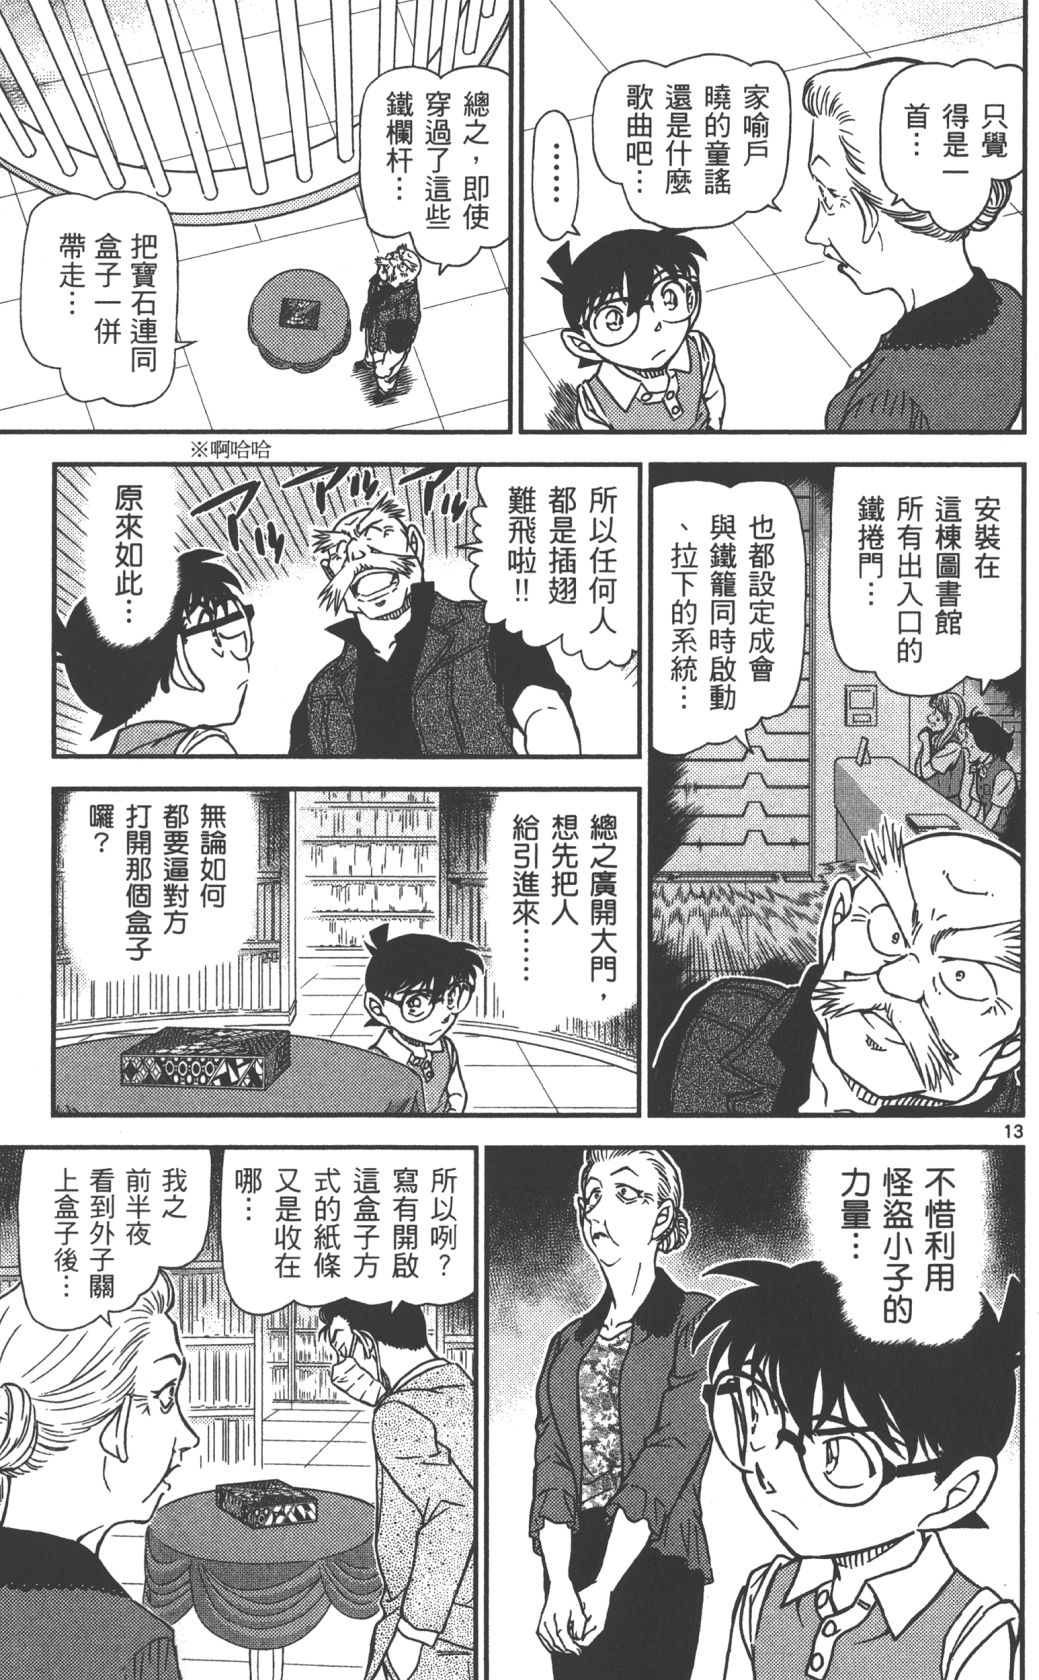 只覺
得是一
首…
家喻戶
曉的童謠
還是什麼
歌曲吧…
……
總之，即使
穿過了這些
鐵欄杆…
把寶石連同
盒子一併
帶走…
安裝在
這棟圖書館
所有出入口的
鐵捲門…
也都設定成會
與鐵籠同時啟動
、拉下的系統…
※啊哈哈
所以任何人
都是插翅
難飛啦!!
アッ
ハッ
ハッ
原來如此…
總之廣開大門，
想先把人
給引進來……
無論如何
都要逼對方
打開那個盒子
囉？
13
不惜利用
怪盜小子的
力量…
所以咧？
寫有開啟
這盒子方
式的紙條
又是收在
哪…
我之
前半夜
看到外子關
上盒子後…